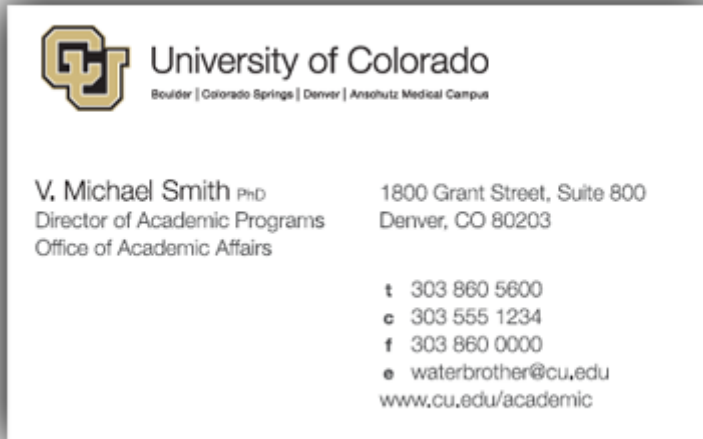 CU
University of Colorado
Boulder | Colorado Springs | Denver | Anschutz Medical Campus
V. Michael Smith PhD
Director of Academic Programs
Office of Academic Affairs
1800 Grant Street, Suite 800
Denver, CO 80203
t 303 860 5600
c 303 555 1234
f 303 860 0000
e waterbrother@cu.edu
www.cu.edu/academic